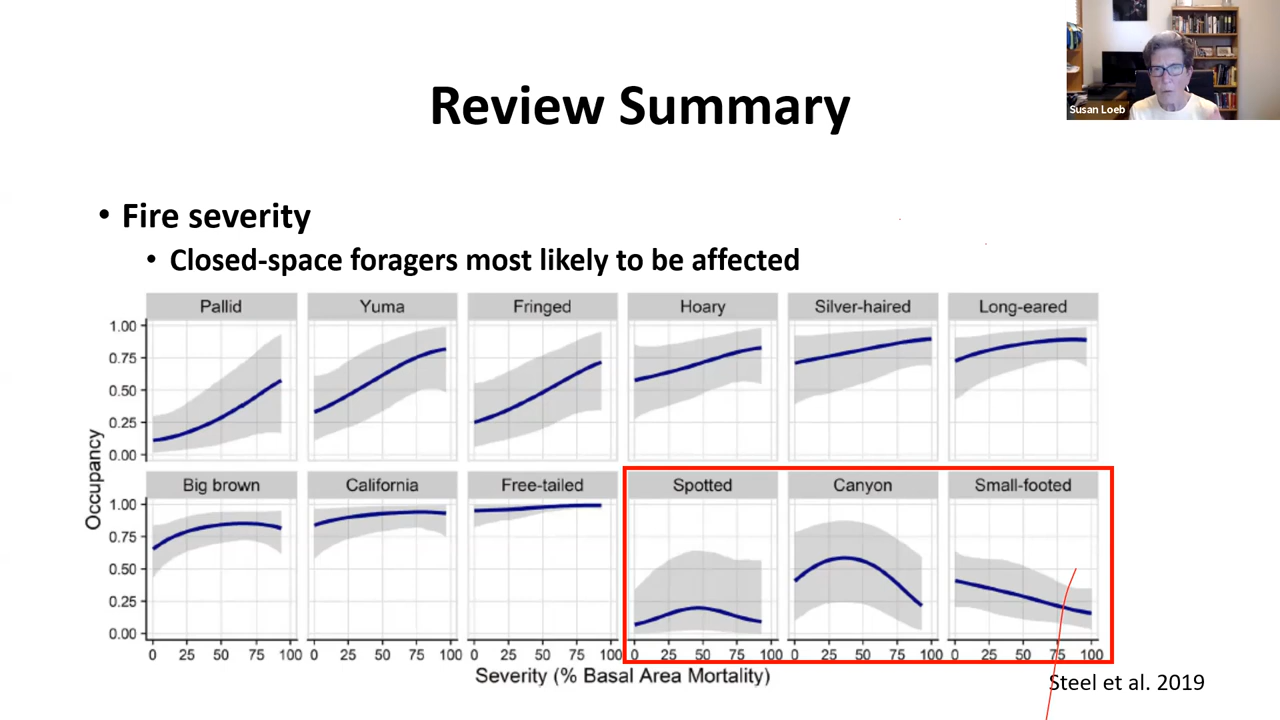 Susan Loeb
Review Summary
• Fire severity
• Closed-space foragers most likely to be affected
Pallid Yuma Fringed Hoary Silver-haired Long-eared
1.00
0.75
0.50
0.25
0.00
Big brown California Free-tailed Spotted Canyon Small-footed
1.00
0.75
0.50
0.25
0.00
Occupancy
0 25 50 75 100 0 25 50 75 100 0 25 50 75 100 0 25 50 75 100 0 25 50 75 100 0 25 50 75 100
Severity (% Basal Area Mortality)
Steel et al. 2019